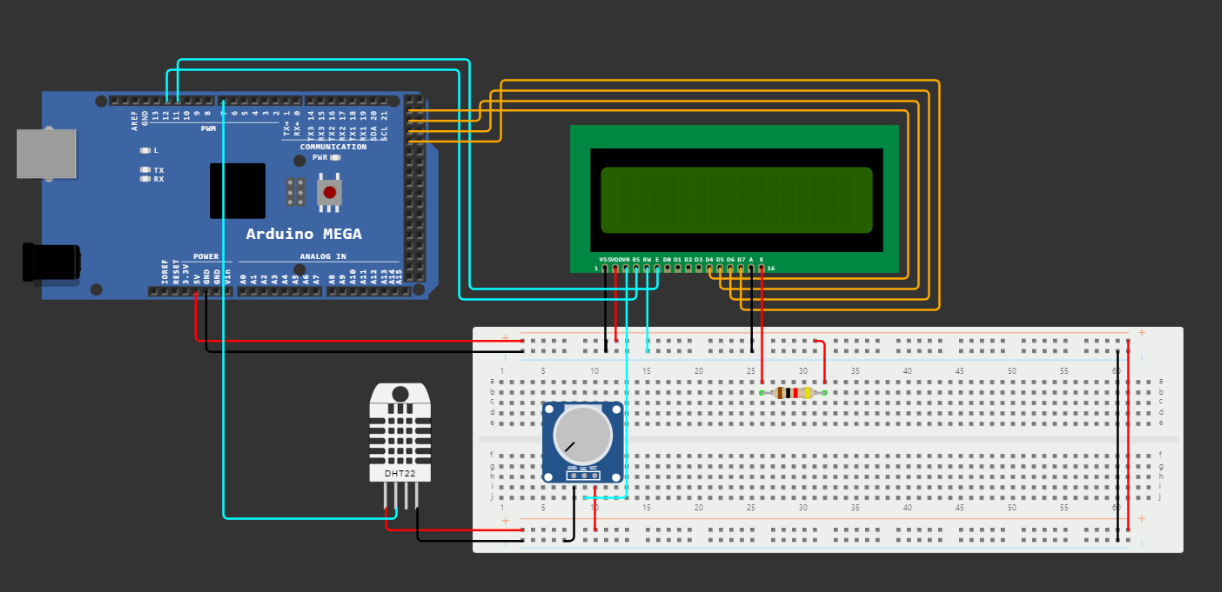 AREF
GND
13
12
11
10
9
8
7
6
5
4
3
2
TX→ 1
RX← 0
TX3 14
RX3 15
TX2 16
RX2 17
TX1 18
RX1 19
SDA 20
SCL 21
PWM
COMMUNICATION
L
PWR
TX
RX
Arduino MEGA
POWER
ANALOG IN
IOREF
RESET
3.3V
5V
GND
GND
Vin
A0
A1
A2
A3
A4
A5
A6
A7
A8
A9
A10
A11
A12
A13
A14
A15
VSS VDD V0 RS RW E D0 D1 D2 D3 D4 D5 D6 D7 A K
1 16
+ +
1 5 10 15 20 25 30 35 40 45 50 55 60
a a
b b
c c
d d
e e
DHT22
GND SIG VCC
f f
g g
h h
i i
j j
1 5 10 15 20 25 30 35 40 45 50 55 60
+ +